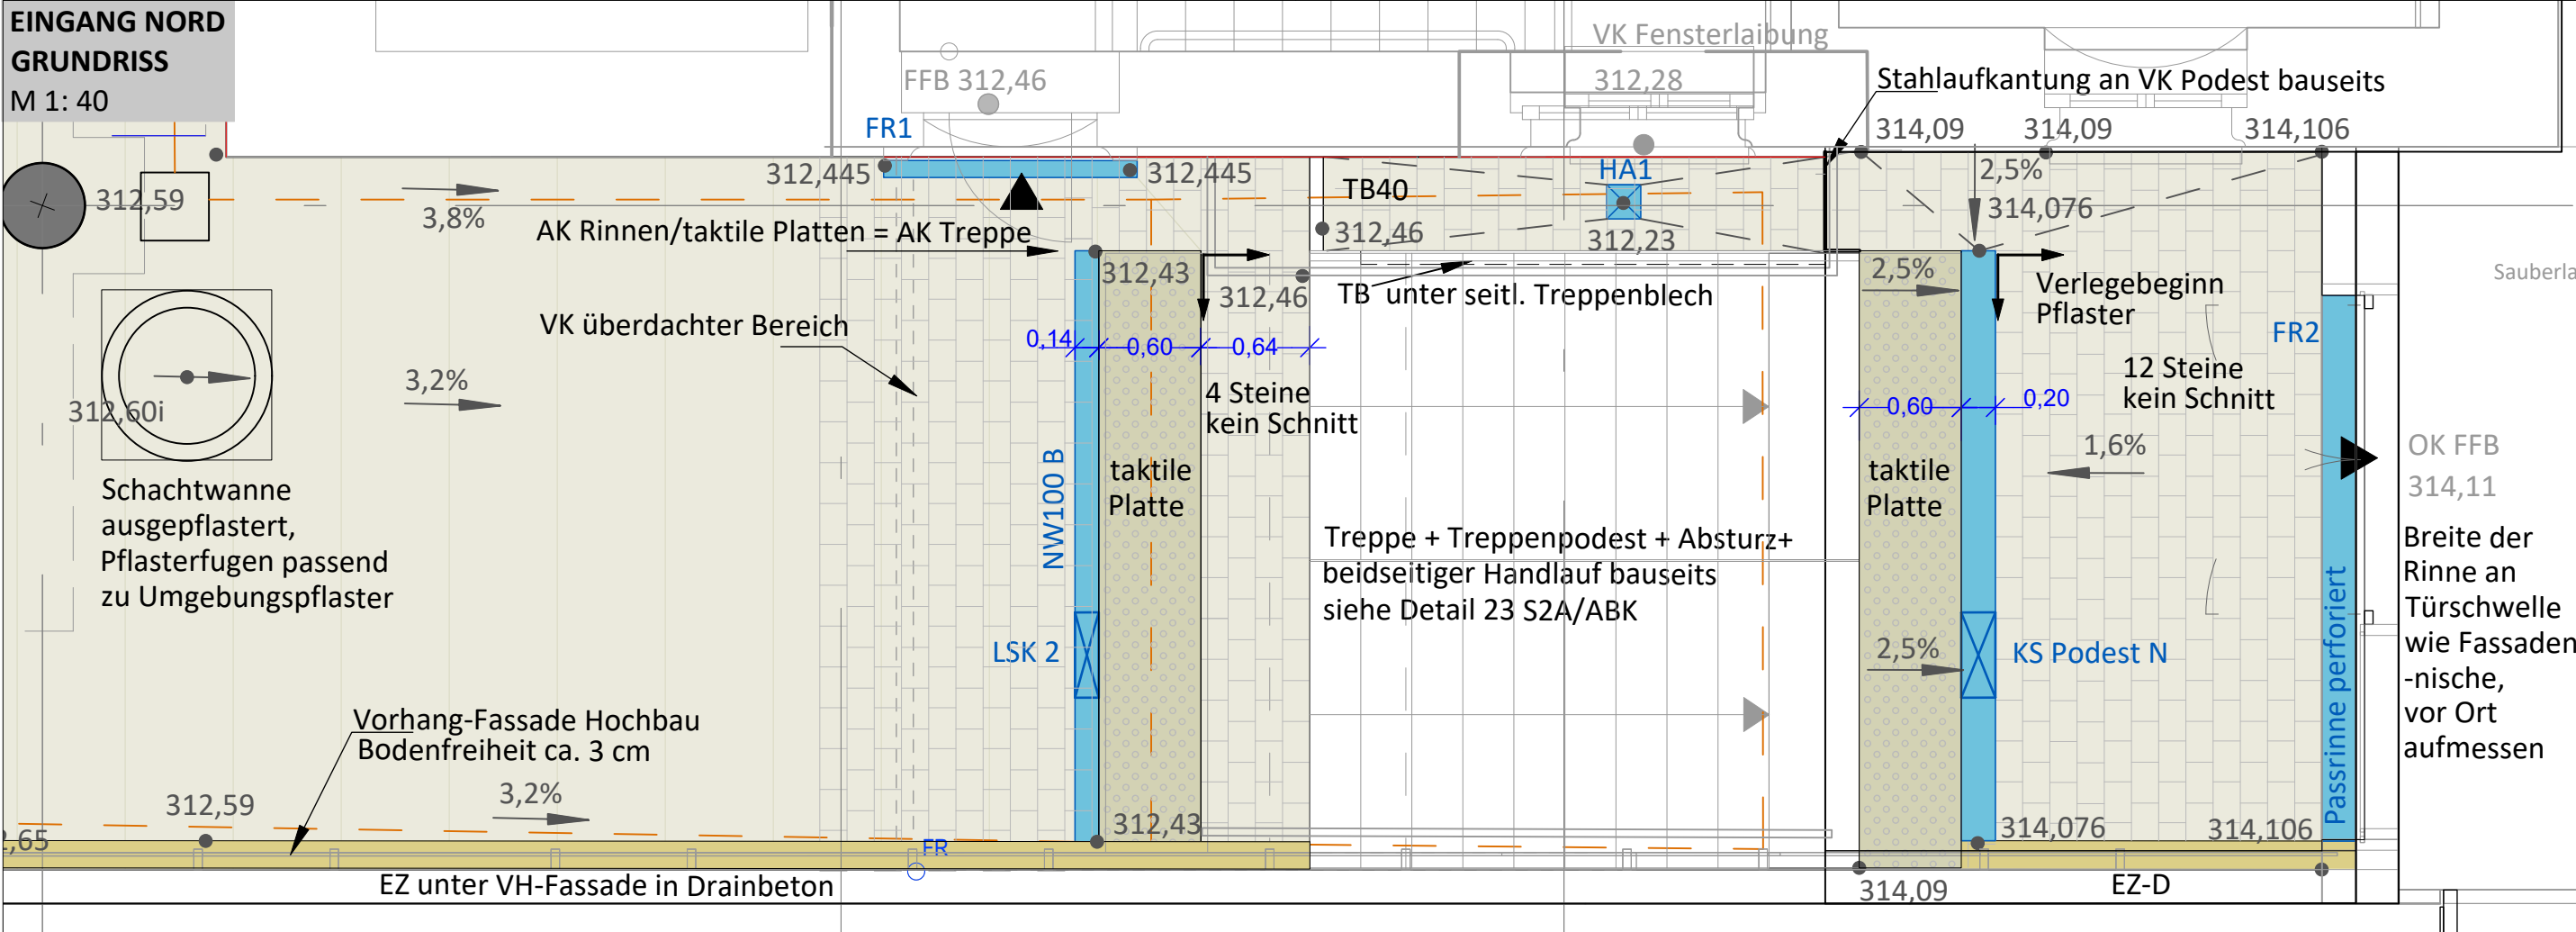 EINGANG NORD
GRUNDRISS
M 1: 40
VK Fensterlaibung
FFB 312,46
312,28
Stahlaufkantung an VK Podest bauseits
FR1
314,09
314,09
314,106
312,445
312,445
HA1
2,5%
TB40
312,59
3,8%
314,076
AK Rinnen/taktile Platten = AK Treppe
312,46
312,23
312,43
312,46
TB unter seitl. Treppenblech
2,5%
Verlegebeginn
Pflaster
Sauberla
VK überdachter Bereich
0,14
0,60
0,64
FR2
3,2%
312,60i
4 Steine
kein Schnitt
12 Steine
kein Schnitt
0,60
0,20
1,6%
OK FFB
314,11
NW100 B
taktile
Platte
taktile
Platte
Schachtwanne
ausgepflastert,
Pflasterfugen passend
zu Umgebungspflaster
Treppe + Treppenpodest + Absturz+
beidseitiger Handlauf bauseits
siehe Detail 23 S2A/ABK
Breite der
Rinne an
Türschwelle
wie Fassaden
-nische,
vor Ort
aufmessen
Passrinne perforiert
LSK 2
2,5%
KS Podest N
Vorhang-Fassade Hochbau
Bodenfreiheit ca. 3 cm
312,59
3,2%
312,43
314,076
314,106
2,65
FR
EZ unter VH-Fassade in Drainbeton
314,09
EZ-D